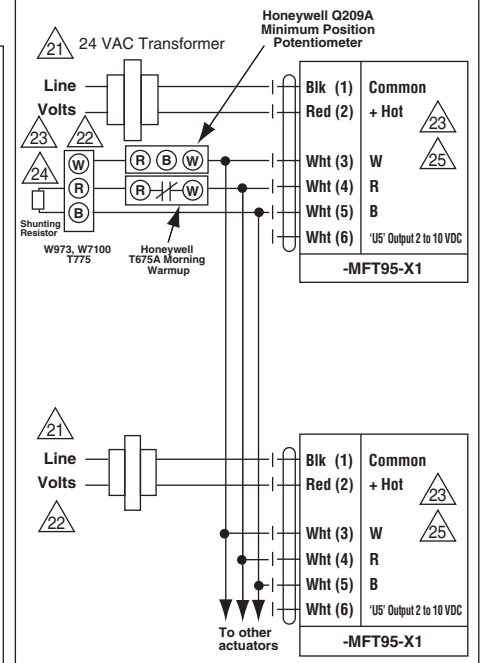 Honeywell Q209A
Minimum Position
Potentiometer
21 24 VAC Transformer
Line
Volts
Blk (1) Common
Red (2) + Hot
23
23 22
W R B W
Wht (3) W
25
24
R R W
Wht (4) R
B
Wht (5) B
Wht (6) ‘U5’ Output 2 to 10 VDC
Shunting
Resistor
W973, W7100
T775
Honeywell
T675A Morning
Warmup
-MFT95-X1
21
Line
Volts
22
Blk (1) Common
Red (2) + Hot
23
Wht (3) W
25
Wht (4) R
Wht (5) B
Wht (6) ‘U5’ Output 2 to 10 VDC
To other
actuators
-MFT95-X1